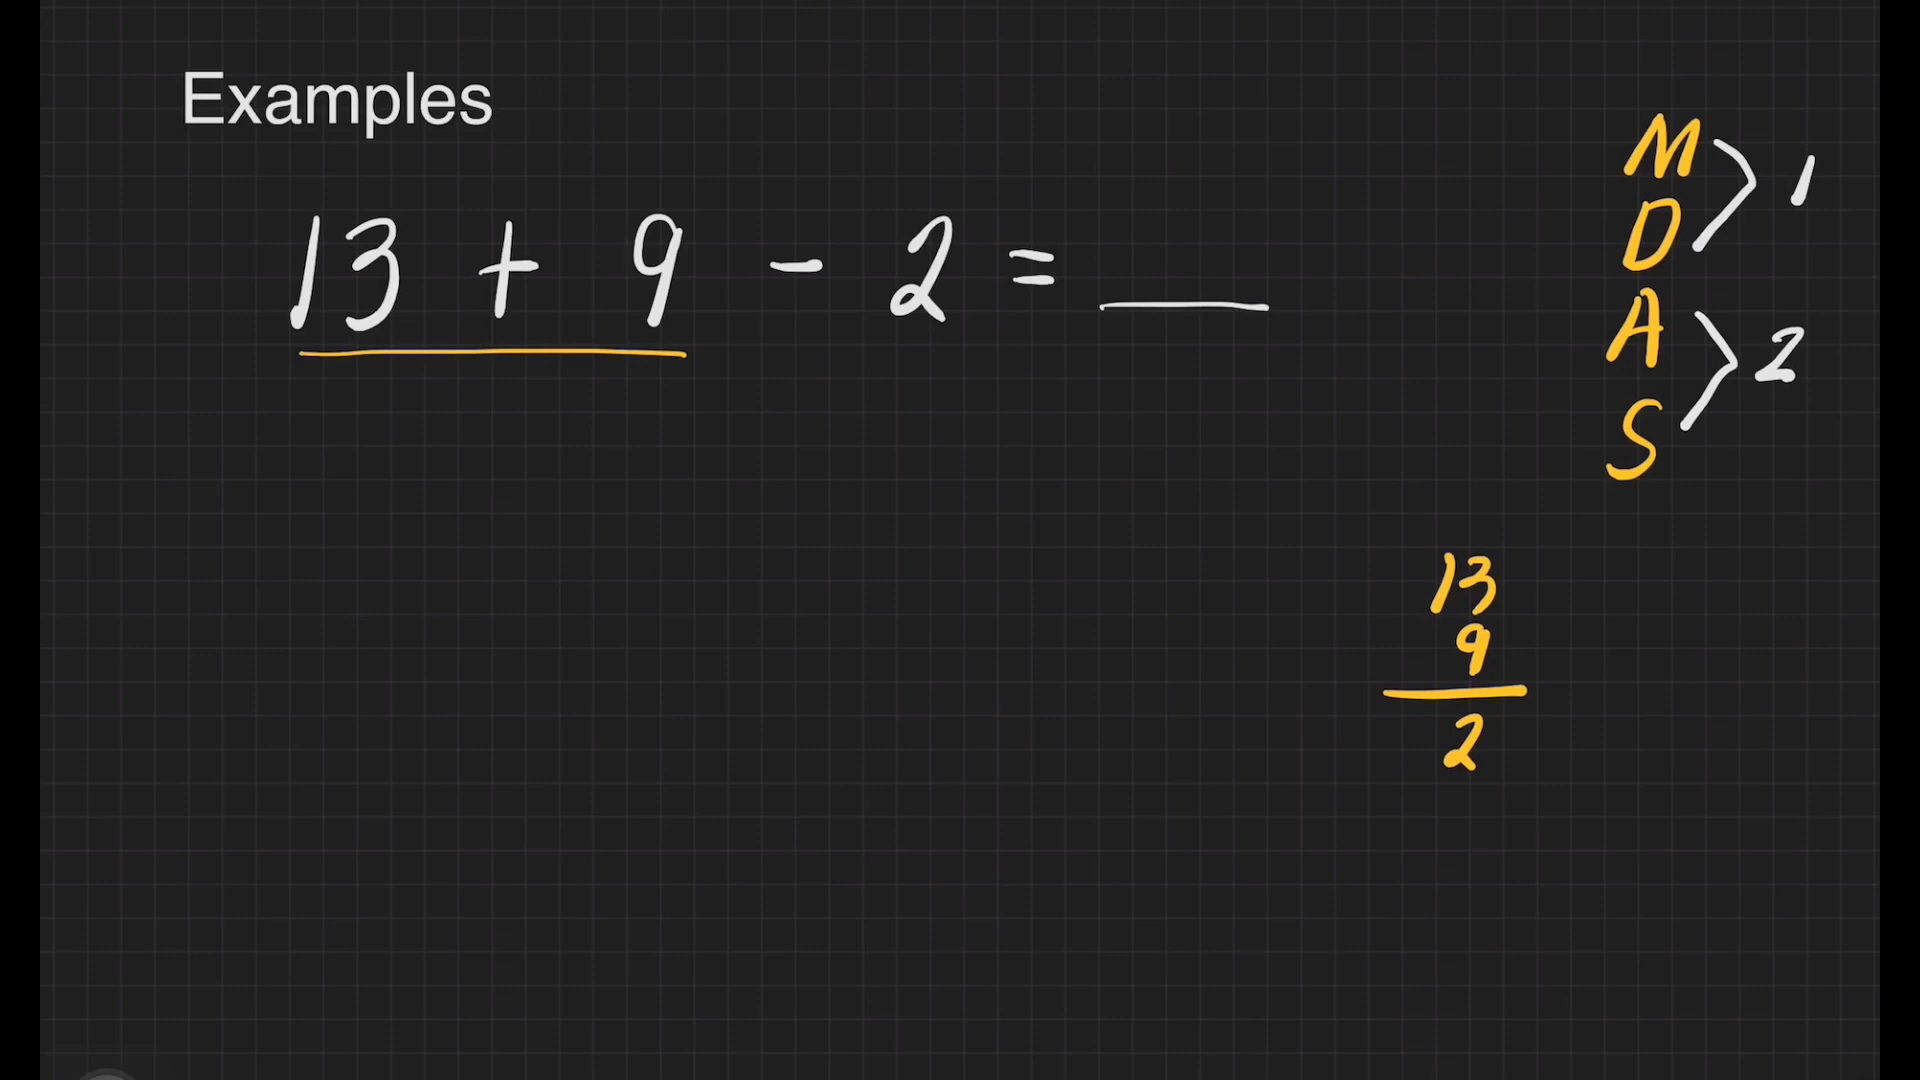 Examples
13 + 9 - 2 = ___
M
D > 1
A
S > 2
13
9
2